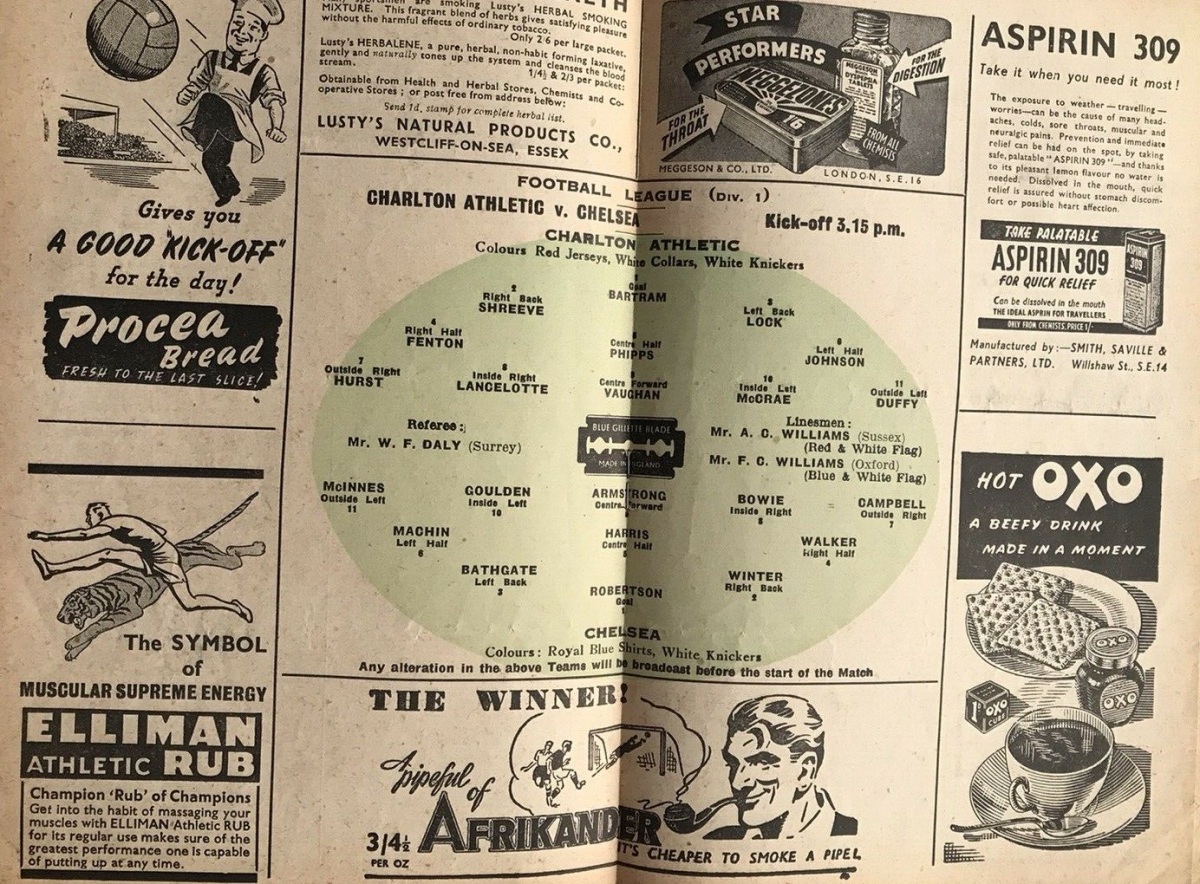 Gives you
A GOOD "KICK-OFF"
for the day!
Procea
Bread
FRESH TO THE LAST SLICE!
The SYMBOL
of
MUSCULAR SUPREME ENERGY
ELLIMAN
ATHLETIC RUB
Champion 'Rub' of Champions
Get into the habit of massaging your
muscles with ELLIMAN Athletic RUB
for its regular use makes sure of the
greatest performance one is capable
of putting up at any time.
smoking Lusty's HERBAL SMOKING
MIXTURE. This fragrant blend of herbs gives satisfying pleasure
without the harmful effects of ordinary tobacco.
Only 2/6 per large packet.
Lusty's HERBALENE, a pure, herbal, non-habit forming laxative,
gently and naturally tones up the system and cleanses the blood
stream. 1/4½ & 2/3 per packet:
Obtainable from Health and Herbal Stores, Chemists and Co-
operative Stores; or post free from address below:
Send 1d. stamp for complete herbal list.
LUSTY'S NATURAL PRODUCTS CO.,
WESTCLIFF-ON-SEA, ESSEX
STAR
PERFORMERS
FOR THE
DIGESTION
MEGGESON
DYSPEPSIA
TABLETS
MEGGEZONES
1/6
FOR THE
THROAT
FROM ALL
CHEMISTS
MEGGESON & CO., LTD. LONDON, S.E.16
FOOTBALL LEAGUE (DIV. 1)
CHARLTON ATHLETIC v. CHELSEA Kick-off 3.15 p.m.
CHARLTON ATHLETIC
Colours Red Jerseys, White Collars, White Knickers
Goal
BARTRAM
2
Right Back
SHREEVE
3
Left Back
LOCK
4
Right Half
FENTON
Centre Half
PHIPPS
6
Left Half
JOHNSON
7
Outside Right
HURST
8
Inside Right
LANCELOTTE
Centre Forward
VAUGHAN
10
Inside Left
McCRAE
11
Outside Left
DUFFY
Referee:
Mr. W. F. DALY (Surrey)
BLUE GILLETTE BLADE
MADE IN ENGLAND
Linesmen:
Mr. A. C. WILLIAMS (Sussex)
(Red & White Flag)
Mr. F. C. WILLIAMS (Oxford)
(Blue & White Flag)
McINNES
Outside Left
11
GOULDEN
Inside Left
10
ARMSTRONG
Centre Forward
BOWIE
Inside Right
8
CAMPBELL
Outside Right
7
MACHIN
Left Half
6
HARRIS
Centre Half
WALKER
Right Half
4
BATHGATE
Left Back
3
ROBERTSON
Goal
WINTER
Right Back
2
CHELSEA
Colours: Royal Blue Shirts, White Knickers
Any alteration in the above Teams will be broadcast before the start of the Match
THE WINNER!
A pipeful
of
AFRIKANDER
3/4½
PER OZ
IT'S CHEAPER TO SMOKE A PIPE!
ASPIRIN 309
Take it when you need it most!
The exposure to weather—travelling—
worries—can be the cause of many head-
aches, colds, sore throats, muscular and
neuralgic pains. Prevention and immediate
relief can be had on the spot, by taking
safe, palatable "ASPIRIN 309"—and thanks
to its pleasant lemon flavour no water is
needed. Dissolved in the mouth, quick
relief is assured without stomach discom-
fort or possible heart affection.
TAKE PALATABLE
ASPIRIN 309
FOR QUICK RELIEF
Can be dissolved in the mouth
THE IDEAL ASPRIN FOR TRAVELLERS
ONLY FROM CHEMISTS. PRICE 1/-
ASPIRIN
309
Manufactured by:—SMITH, SAVILLE &
PARTNERS, LTD. Willshaw St., S.E.14
HOT OXO
A BEEFY DRINK
MADE IN A MOMENT
OXO
OXO
1D OXO
CUBE